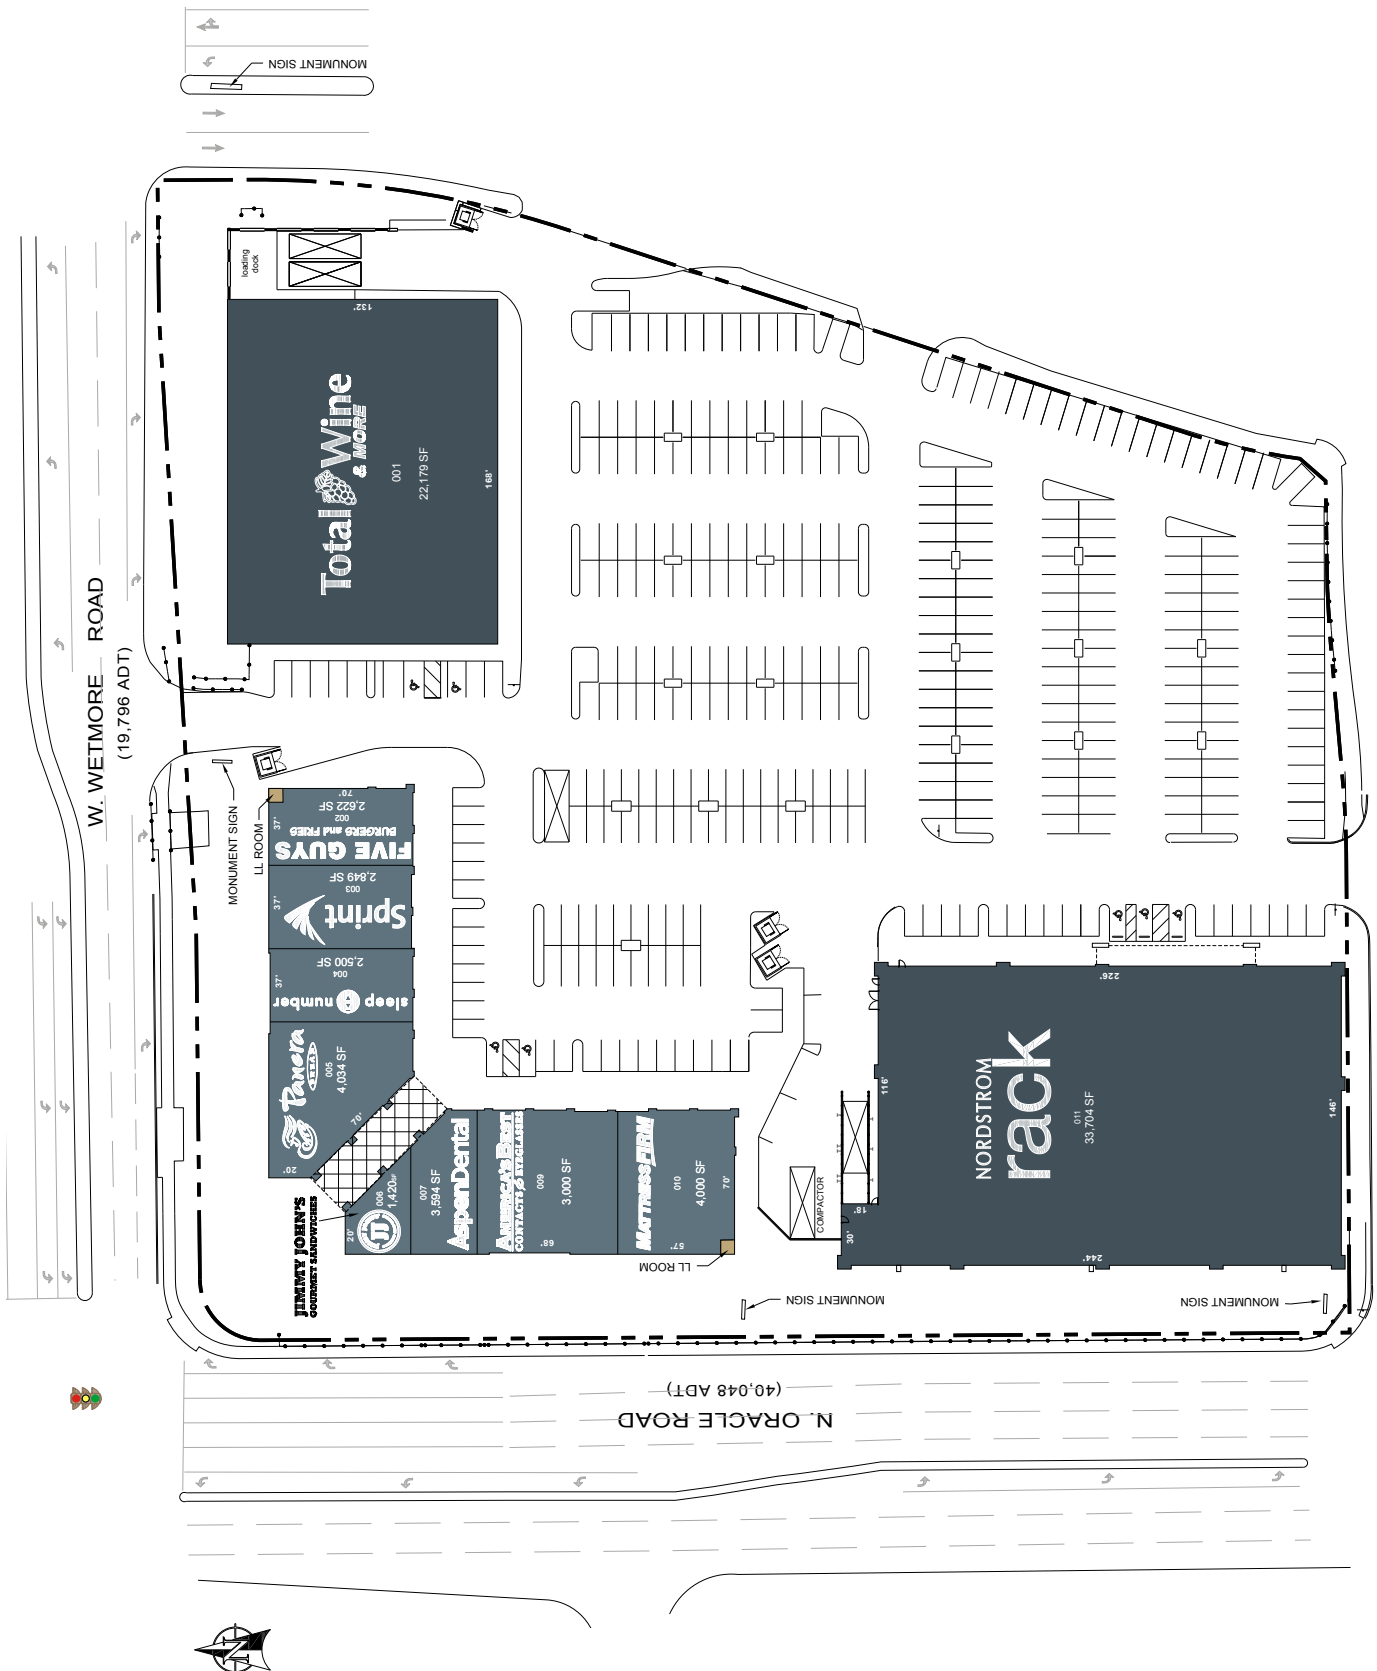 MONUMENT SIGN
loading
dock
132'
Total Wine
& MORE
001
22,179 SF
168'
W. WETMORE ROAD
(19,796 ADT)
MONUMENT SIGN
LL ROOM
70'
2,622 SF
002
37'
FIVE GUYS
BURGERS and FRIES
2,849 SF
003
37'
Sprint
2,500 SF
004
37'
sleep number
Panera
BREAD
005
4,034 SF
70'
20'
JIMMY JOHN'S
GOURMET SANDWICHES
JJ
006
1,420 SF
20'
007
3,594 SF
AspenDental
AMERICA'S BEST
CONTACTS & EYEGLASSES
009
3,000 SF
68'
MATTRESS FIRM
010
4,000 SF
70'
57'
LL ROOM
COMPACTOR
226'
116'
NORDSTROM
rack
011
33,704 SF
146'
18'
30'
244'
MONUMENT SIGN
MONUMENT SIGN
(40,048 ADT)
N. ORACLE ROAD
N